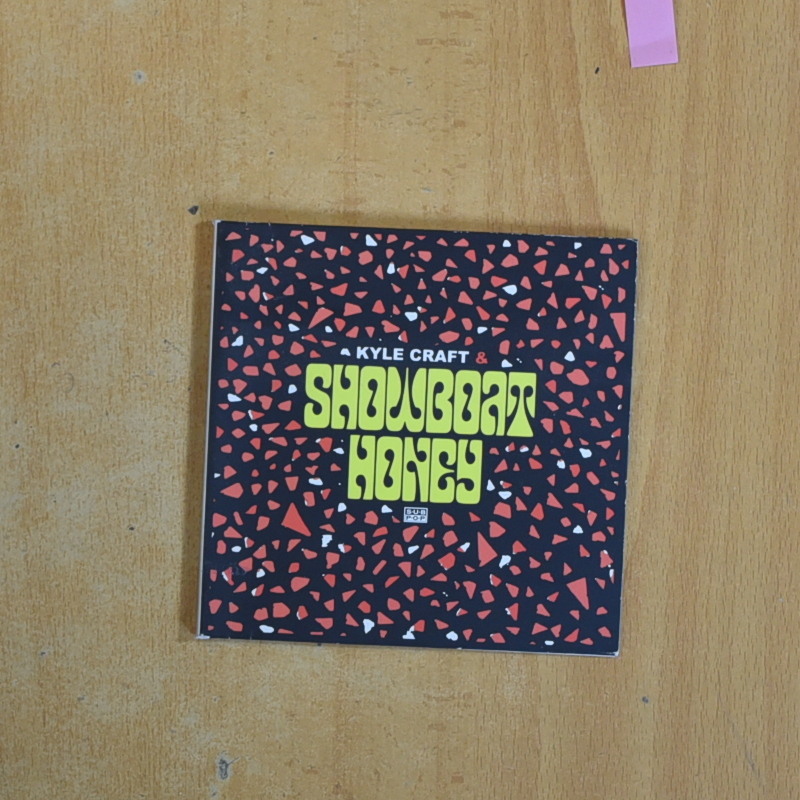 KYLE CRAFT &
SHOWBOAT
HONEY
SUB
POP